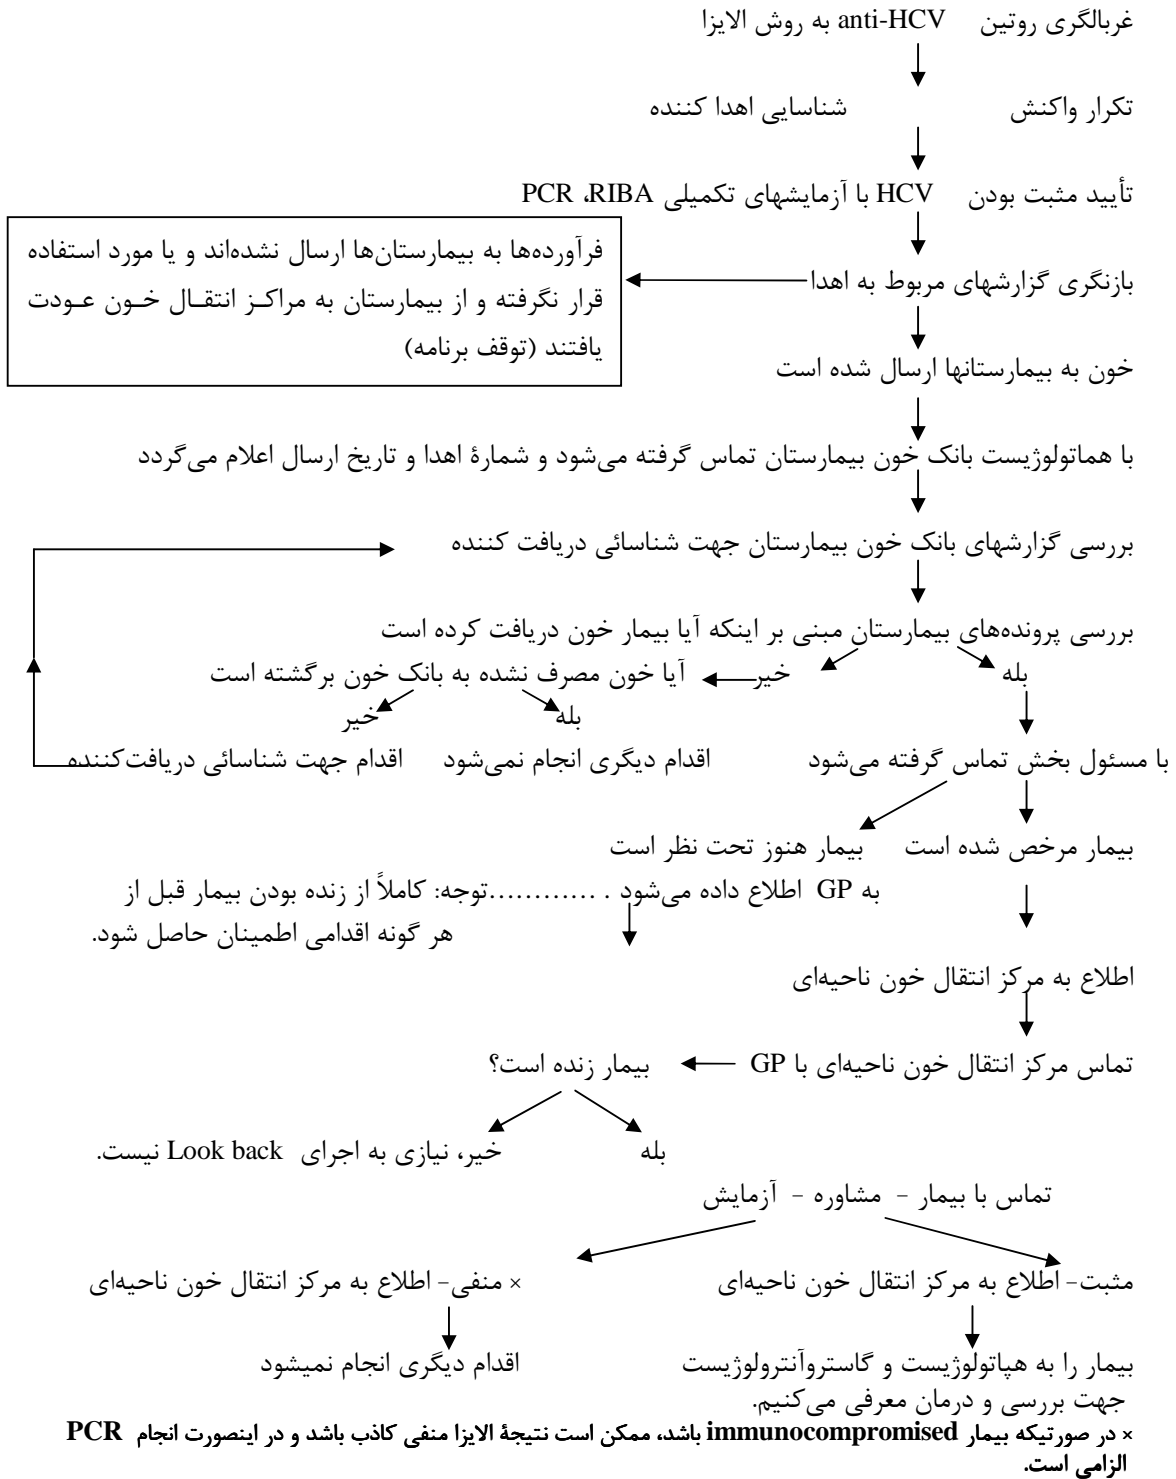 غربالگری روتین anti-HCV به روش الایزا
تکرار واکنش شناسایی اهدا کننده
تأیید مثبت بودن HCV با آزمایشهای تکمیلی PCR ،RIBA
فرآورده‌ها به بیمارستان‌ها ارسال نشده‌اند و یا مورد استفاده
بازنگری گزارشهای مربوط به اهدا
قرار نگرفته و از بیمارستان به مراکز انتقال خون عودت
یافتند (توقف برنامه)
خون به بیمارستانها ارسال شده است
با هماتولوژیست بانک خون بیمارستان تماس گرفته می‌شود و شمارۀ اهدا و تاریخ ارسال اعلام می‌گردد
بررسی گزارشهای بانک خون بیمارستان جهت شناسائی دریافت کننده
بررسی پرونده‌های بیمارستان مبنی بر اینکه آیا بیمار خون دریافت کرده است
بله خیر آیا خون مصرف نشده به بانک خون برگشته است
بله خیر
با مسئول بخش تماس گرفته می‌شود اقدام دیگری انجام نمی‌شود اقدام جهت شناسائی دریافت‌کننده
بیمار مرخص شده است بیمار هنوز تحت نظر است
به GP اطلاع داده می‌شود . ............توجه: کاملاً از زنده بودن بیمار قبل از
هر گونه اقدامی اطمینان حاصل شود.
اطلاع به مرکز انتقال خون ناحیه‌ای
تماس مرکز انتقال خون ناحیه‌ای با GP بیمار زنده است؟
بله خیر، نیازی به اجرای Look back نیست.
تماس با بیمار - مشاوره - آزمایش
مثبت- اطلاع به مرکز انتقال خون ناحیه‌ای × منفی- اطلاع به مرکز انتقال خون ناحیه‌ای
بیمار را به هپاتولوژیست و گاستروآنترولوژیست اقدام دیگری انجام نمیشود
جهت بررسی و درمان معرفی می‌کنیم.
× در صورتیکه بیمار immunocompromised باشد، ممکن است نتیجۀ الایزا منفی کاذب باشد و در اینصورت انجام PCR
الزامی است.